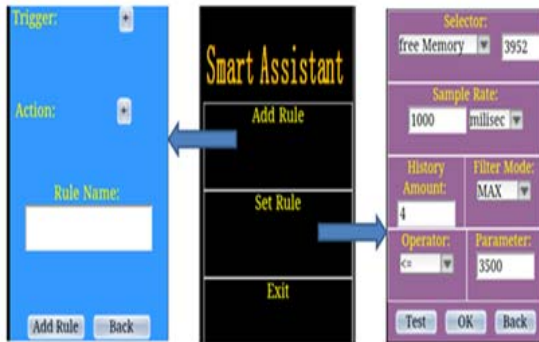 Trigger: +
Action: +
Rule Name:
Add Rule Back
Smart Assistant
Add Rule
Set Rule
Exit
Selector:
free Memory 3952
Sample Rate:
1000 milisec
History Amount:
4
Filter Mode:
MAX
Operator:
<=
Parameter:
3500
Test OK Back